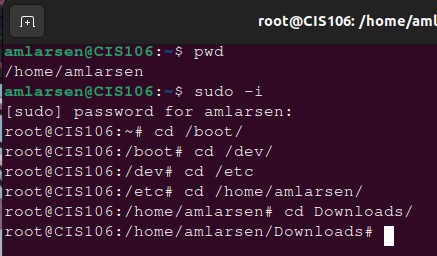 root@CIS106: /home/aml
amlarsen@CIS106:~$ pwd
/home/amlarsen
amlarsen@CIS106:~$ sudo -i
[sudo] password for amlarsen:
root@CIS106:~# cd /boot/
root@CIS106:/boot# cd /dev/
root@CIS106:/dev# cd /etc
root@CIS106:/etc# cd /home/amlarsen/
root@CIS106:/home/amlarsen# cd Downloads/
root@CIS106:/home/amlarsen/Downloads#